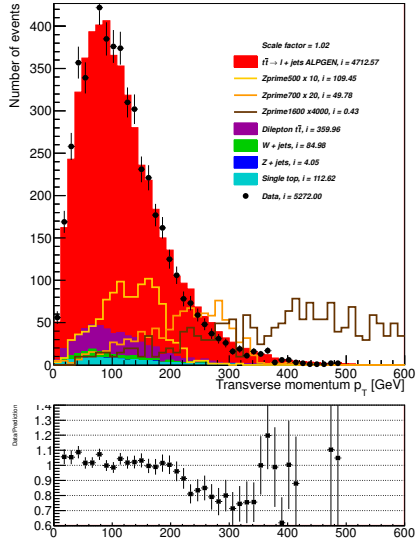 Number of events
400
350
300
250
200
150
100
50
0
Scale factor = 1.02
tt̄ → l + jets ALPGEN, i = 4712.57
Zprime500 x 10, i = 109.45
Zprime700 x 20, i = 49.78
Zprime1600 x4000, i = 0.43
Dilepton tt̄, i = 359.96
W + jets, i = 84.98
Z + jets, i = 4.05
Single top, i = 112.62
Data, i = 5272.00
0 100 200 300 400 500 600
Transverse momentum p_T [GeV]
Data/Prediction
1.4
1.3
1.2
1.1
1
0.9
0.8
0.7
0.6
0 100 200 300 400 500 600